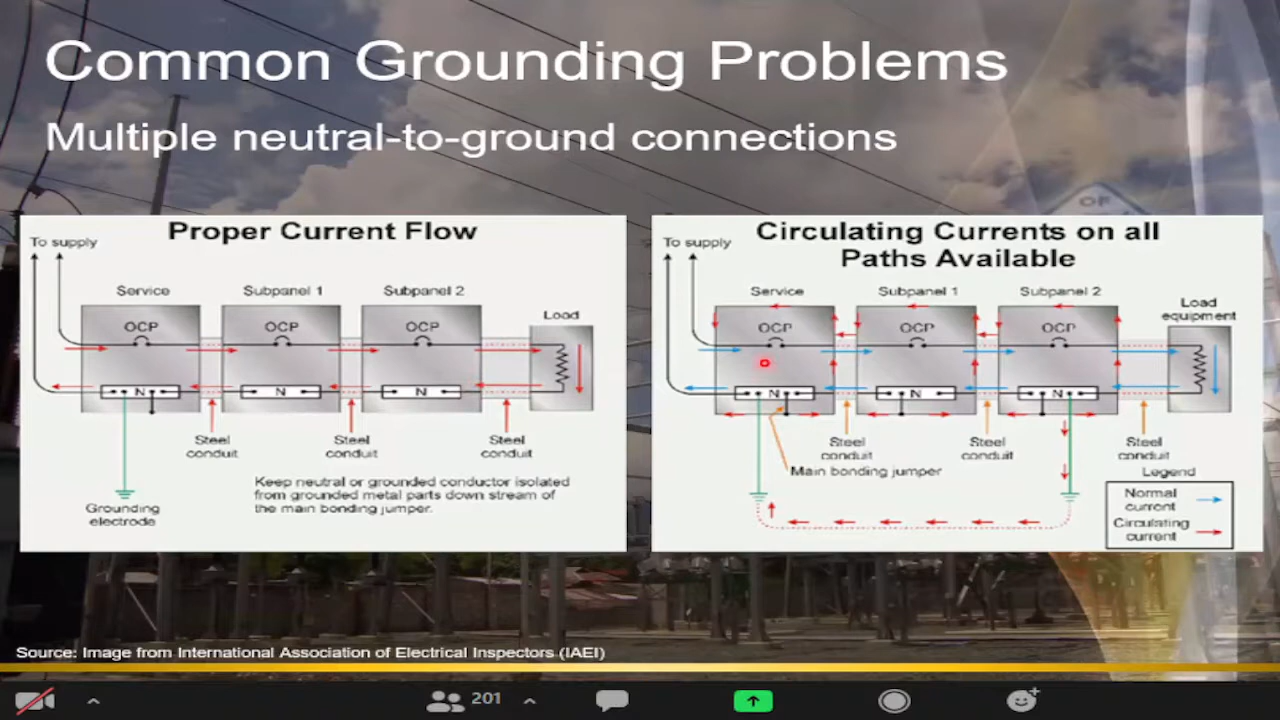 Common Grounding Problems
Multiple neutral-to-ground connections
Proper Current Flow
To supply
Service
Subpanel 1
Subpanel 2
Load
OCP
OCP
OCP
N
N
N
Steel
conduit
Steel
conduit
Steel
conduit
Keep neutral or grounded conductor isolated
from grounded metal parts down stream of
the main bonding jumper.
Grounding
electrode
Circulating Currents on all
Paths Available
To supply
Service
Subpanel 1
Subpanel 2
Load
equipment
OCP
OCP
OCP
N
N
N
Steel
conduit
Steel
conduit
Steel
conduit
Main bonding jumper
Legend
Normal
current
Circulating
current
OF
Source: Image from International Association of Electrical Inspectors (IAEI)
201